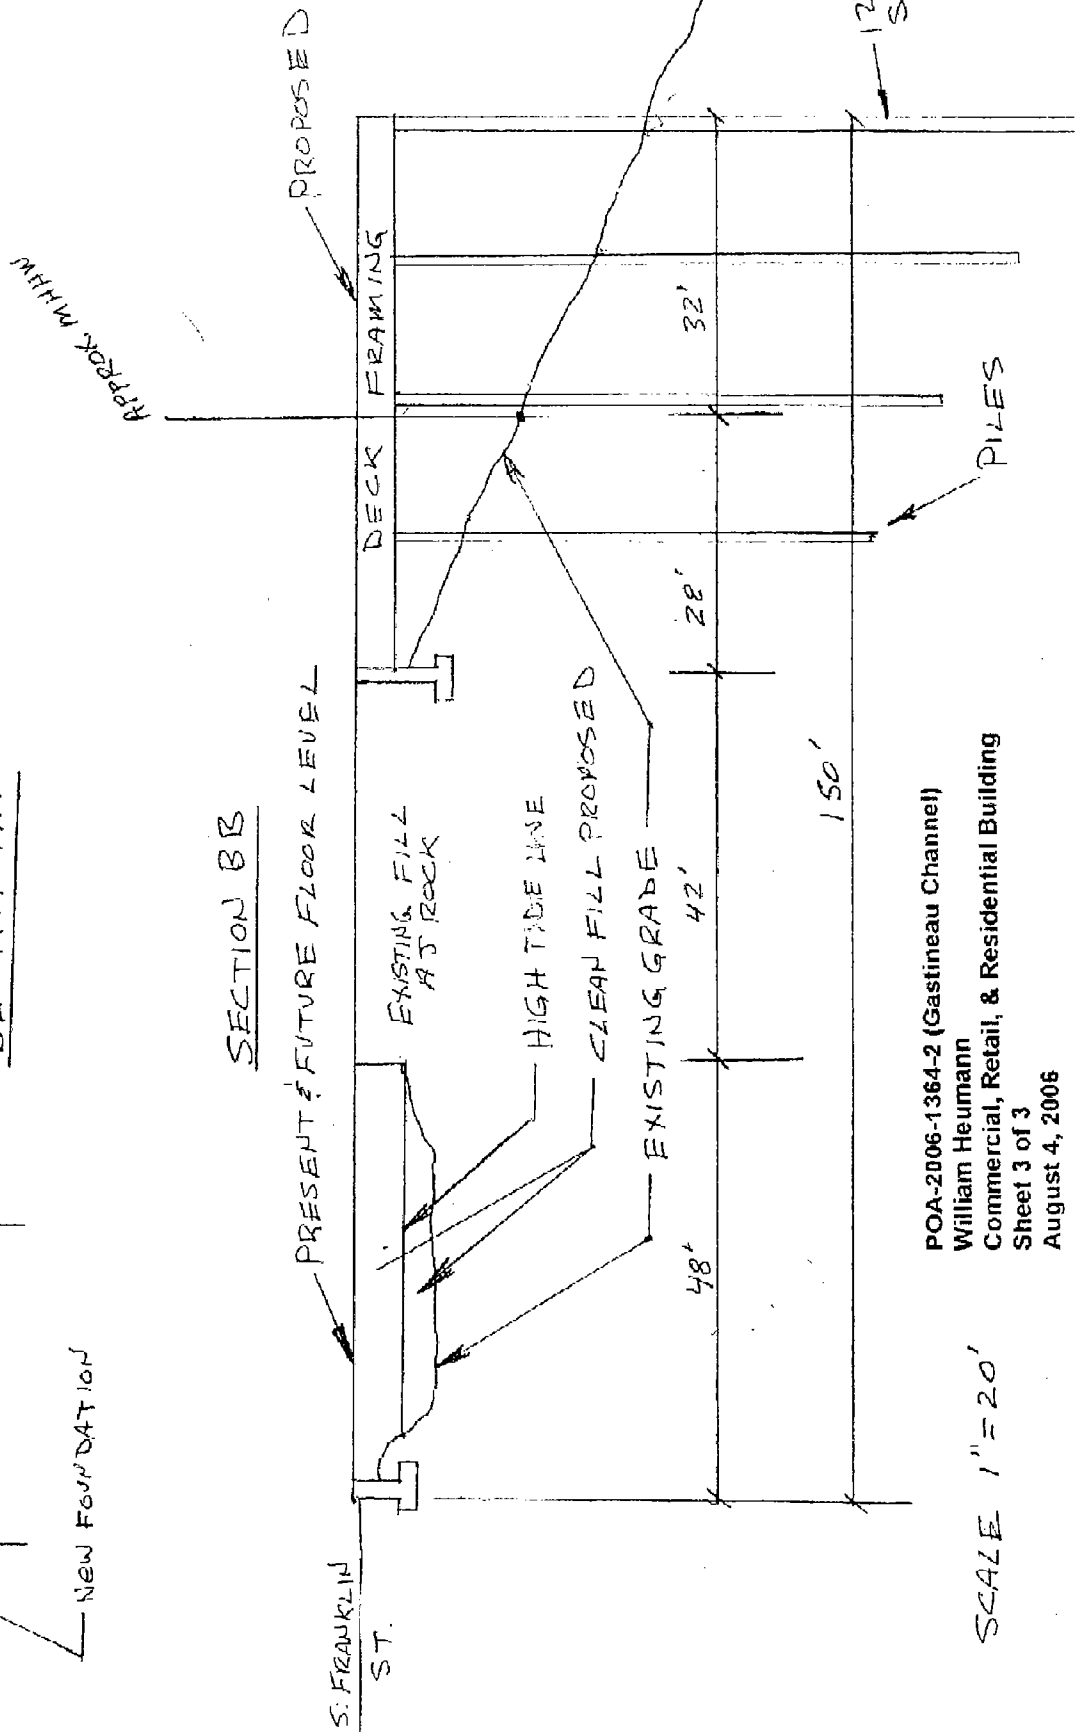 NEW FOUNDATION
SECTION BB
APPROX. MHHW
PROPOSED
12
S
PRESENT & FUTURE FLOOR LEVEL
S. FRANKLIN
ST.
DECK FRAMING
EXISTING FILL
AJ ROCK
HIGH TIDE LINE
CLEAN FILL PROPOSED
EXISTING GRADE
PILES
48'
42'
28'
32'
150'
SCALE 1" = 20'
POA-2006-1364-2 (Gastineau Channel)
William Heumann
Commercial, Retail, & Residential Building
Sheet 3 of 3
August 4, 2006